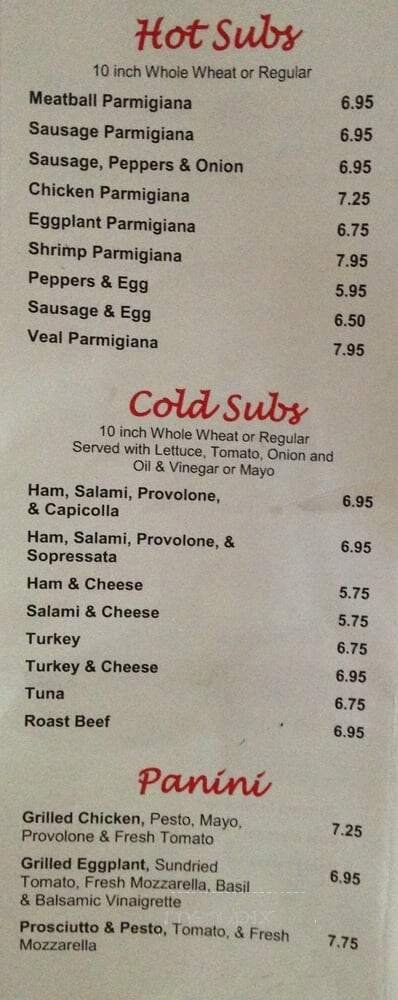 Hot Subs
10 inch Whole Wheat or Regular
Meatball Parmigiana 6.95
Sausage Parmigiana 6.95
Sausage, Peppers & Onion 6.95
Chicken Parmigiana 7.25
Eggplant Parmigiana 6.75
Shrimp Parmigiana 7.95
Peppers & Egg 5.95
Sausage & Egg 6.50
Veal Parmigiana 7.95
Cold Subs
10 inch Whole Wheat or Regular
Served with Lettuce, Tomato, Onion and
Oil & Vinegar or Mayo
Ham, Salami, Provolone,
& Capicolla 6.95
Ham, Salami, Provolone, &
Sopressata 6.95
Ham & Cheese 5.75
Salami & Cheese 5.75
Turkey 6.75
Turkey & Cheese 6.95
Tuna 6.75
Roast Beef 6.95
Panini
Grilled Chicken, Pesto, Mayo,
Provolone & Fresh Tomato 7.25
Grilled Eggplant, Sundried
Tomato, Fresh Mozzarella, Basil 6.95
& Balsamic Vinaigrette
Prosciutto & Pesto, Tomato, & Fresh
Mozzarella 7.75